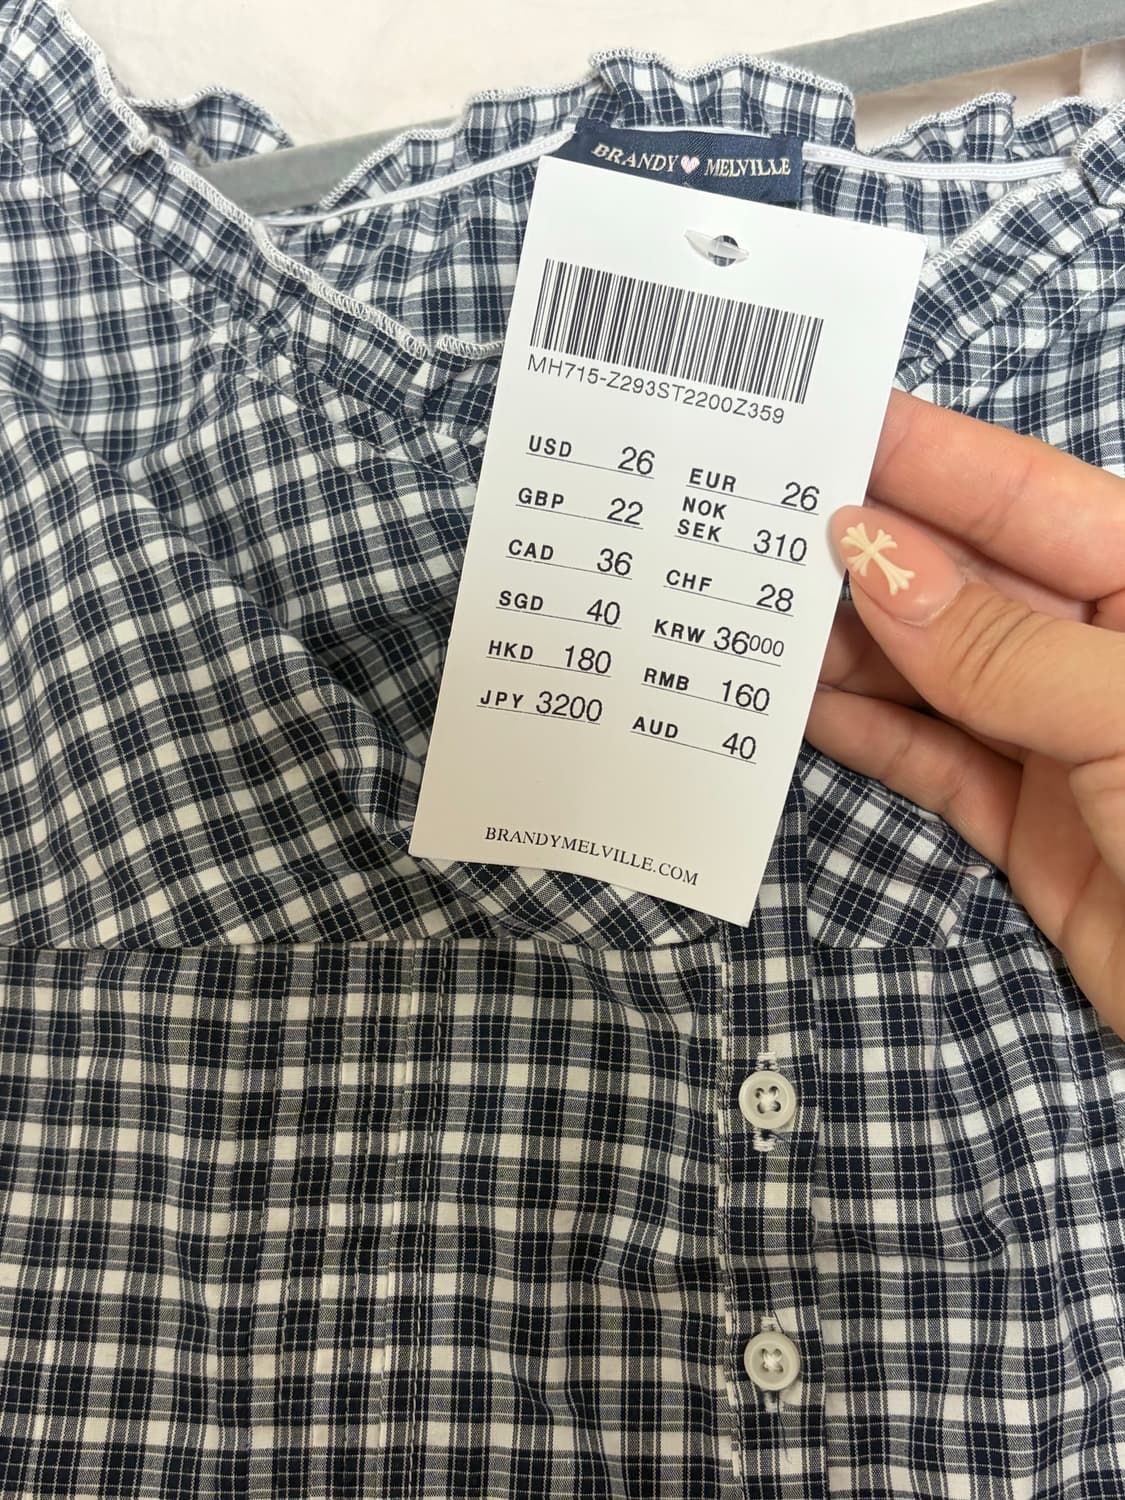 BRANDY MELVILLE
MH715-Z293ST2200Z359
USD 26
GBP 22
CAD 36
SGD 40
HKD 180
JPY 3200
EUR 26
NOK
SEK 310
CHF 28
KRW 36000
RMB 160
AUD 40
BRANDYMELVILLE.COM